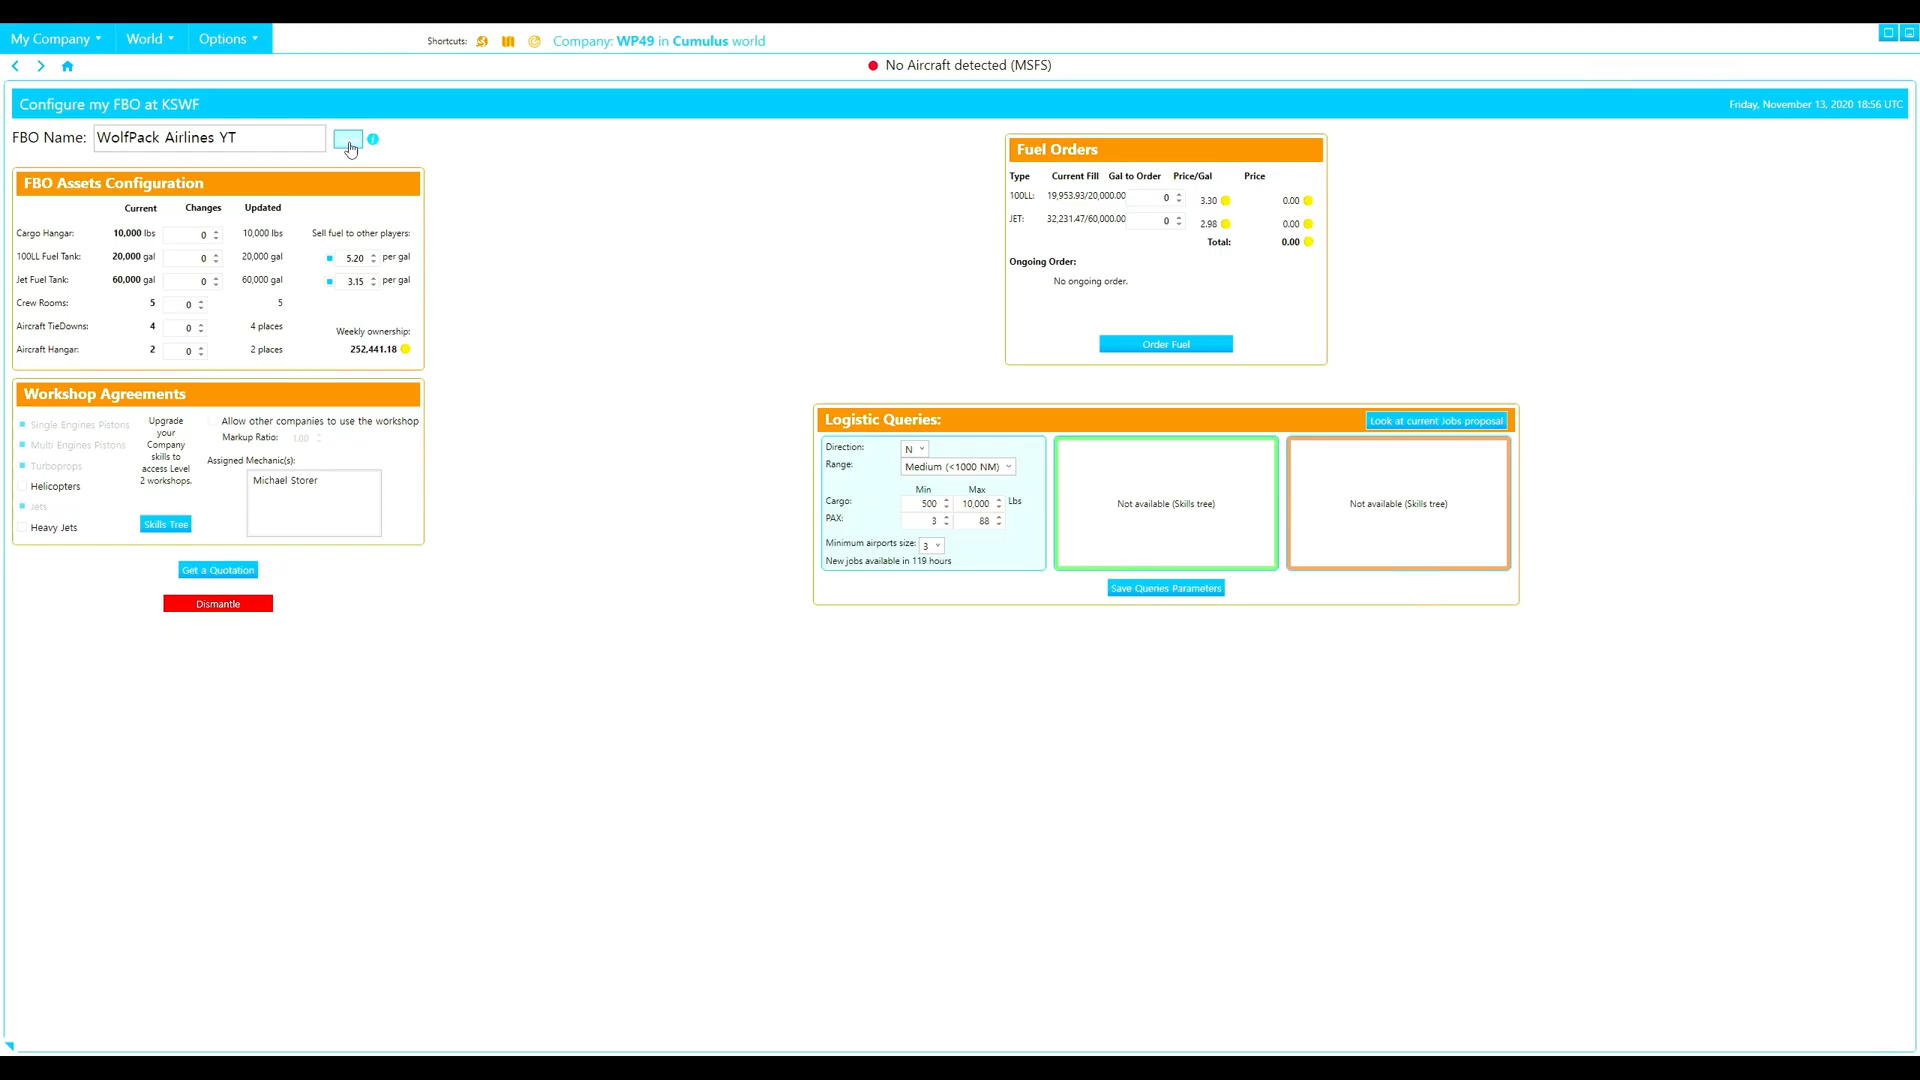 My Company World Options
Shortcuts: Company: WP49 in Cumulus world
No Aircraft detected (MSFS)
Configure my FBO at KSWF
Friday, November 13, 2020 18:56 UTC
FBO Name: WolfPack Airlines YT
FBO Assets Configuration
Current Changes Updated
Cargo Hangar: 10,000 lbs 0 10,000 lbs Sell fuel to other players:
100LL Fuel Tank: 20,000 gal 0 20,000 gal 5.20 per gal
Jet Fuel Tank: 60,000 gal 0 60,000 gal 3.15 per gal
Crew Rooms: 5 0 5
Aircraft TieDowns: 4 0 4 places Weekly ownership:
Aircraft Hangar: 2 0 2 places 252,441.18
Workshop Agreements
Single Engines Pistons
Multi Engines Pistons
Turboprops
Helicopters
Jets
Heavy Jets
Upgrade
your
Company
skills to
access Level
2 workshops.
Skills Tree
Allow other companies to use the workshop
Markup Ratio: 1.00
Assigned Mechanic(s):
Michael Storer
Get a Quotation
Dismantle
Fuel Orders
Type Current Fill Gal to Order Price/Gal Price
100LL: 19,953.93/20,000.00 0 3.30 0.00
JET: 32,231.47/60,000.00 0 2.98 0.00
Total: 0.00
Ongoing Order:
No ongoing order.
Order Fuel
Logistic Queries: Look at current Jobs proposal
Direction: N
Range: Medium (<1000 NM)
Min Max
Cargo: 500 10,000 Lbs
PAX: 3 88
Minimum airports size: 3
New jobs available in 119 hours
Not available (Skills tree)
Not available (Skills tree)
Save Queries Parameters